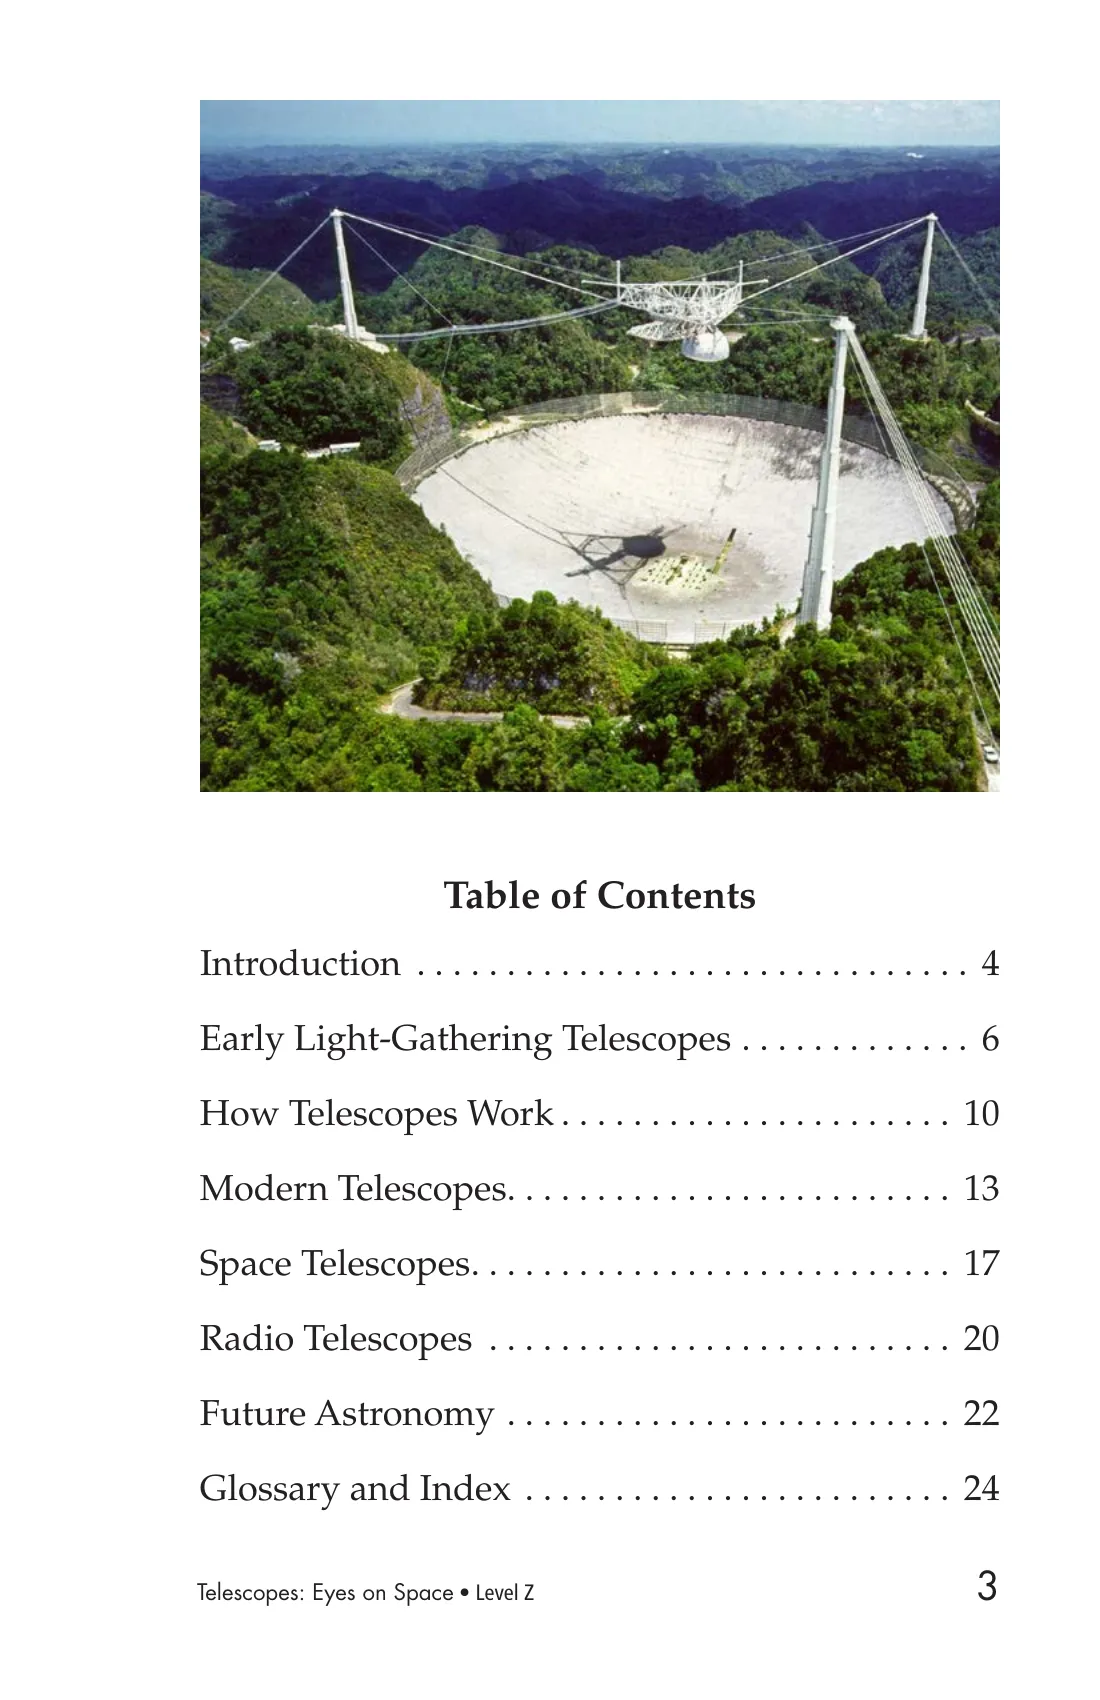 Table of Contents
Introduction . . . . . . . . . . . . . . . . . . . . . . . . . . . . . . . 4
Early Light-Gathering Telescopes . . . . . . . . . . . . . 6
How Telescopes Work . . . . . . . . . . . . . . . . . . . . . . 10
Modern Telescopes. . . . . . . . . . . . . . . . . . . . . . . . . 13
Space Telescopes. . . . . . . . . . . . . . . . . . . . . . . . . . . 17
Radio Telescopes . . . . . . . . . . . . . . . . . . . . . . . . . . 20
Future Astronomy . . . . . . . . . . . . . . . . . . . . . . . . . 22
Glossary and Index . . . . . . . . . . . . . . . . . . . . . . . . 24
Telescopes: Eyes on Space • Level Z 3